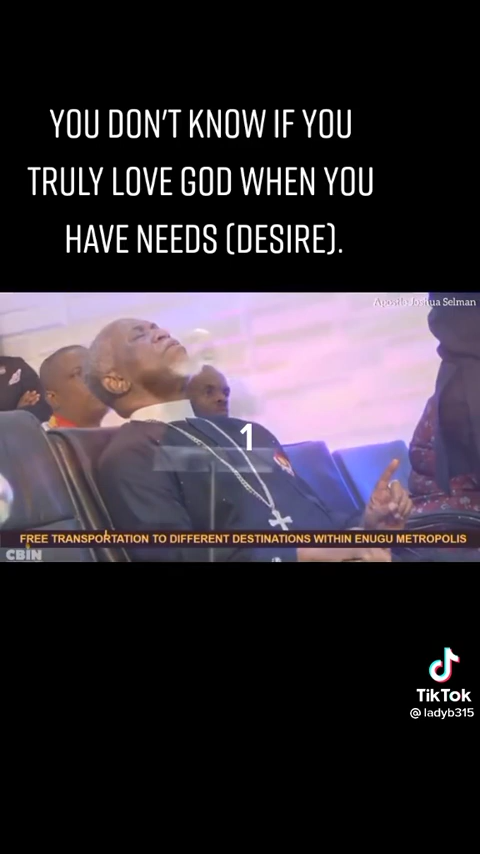 YOU DON'T KNOW IF YOU
TRULY LOVE GOD WHEN YOU
HAVE NEEDS (DESIRE).
Apostle Joshua Selman
1
FREE TRANSPORTATION TO DIFFERENT DESTINATIONS WITHIN ENUGU METROPOLIS
CBIN
TikTok
@ladyb315